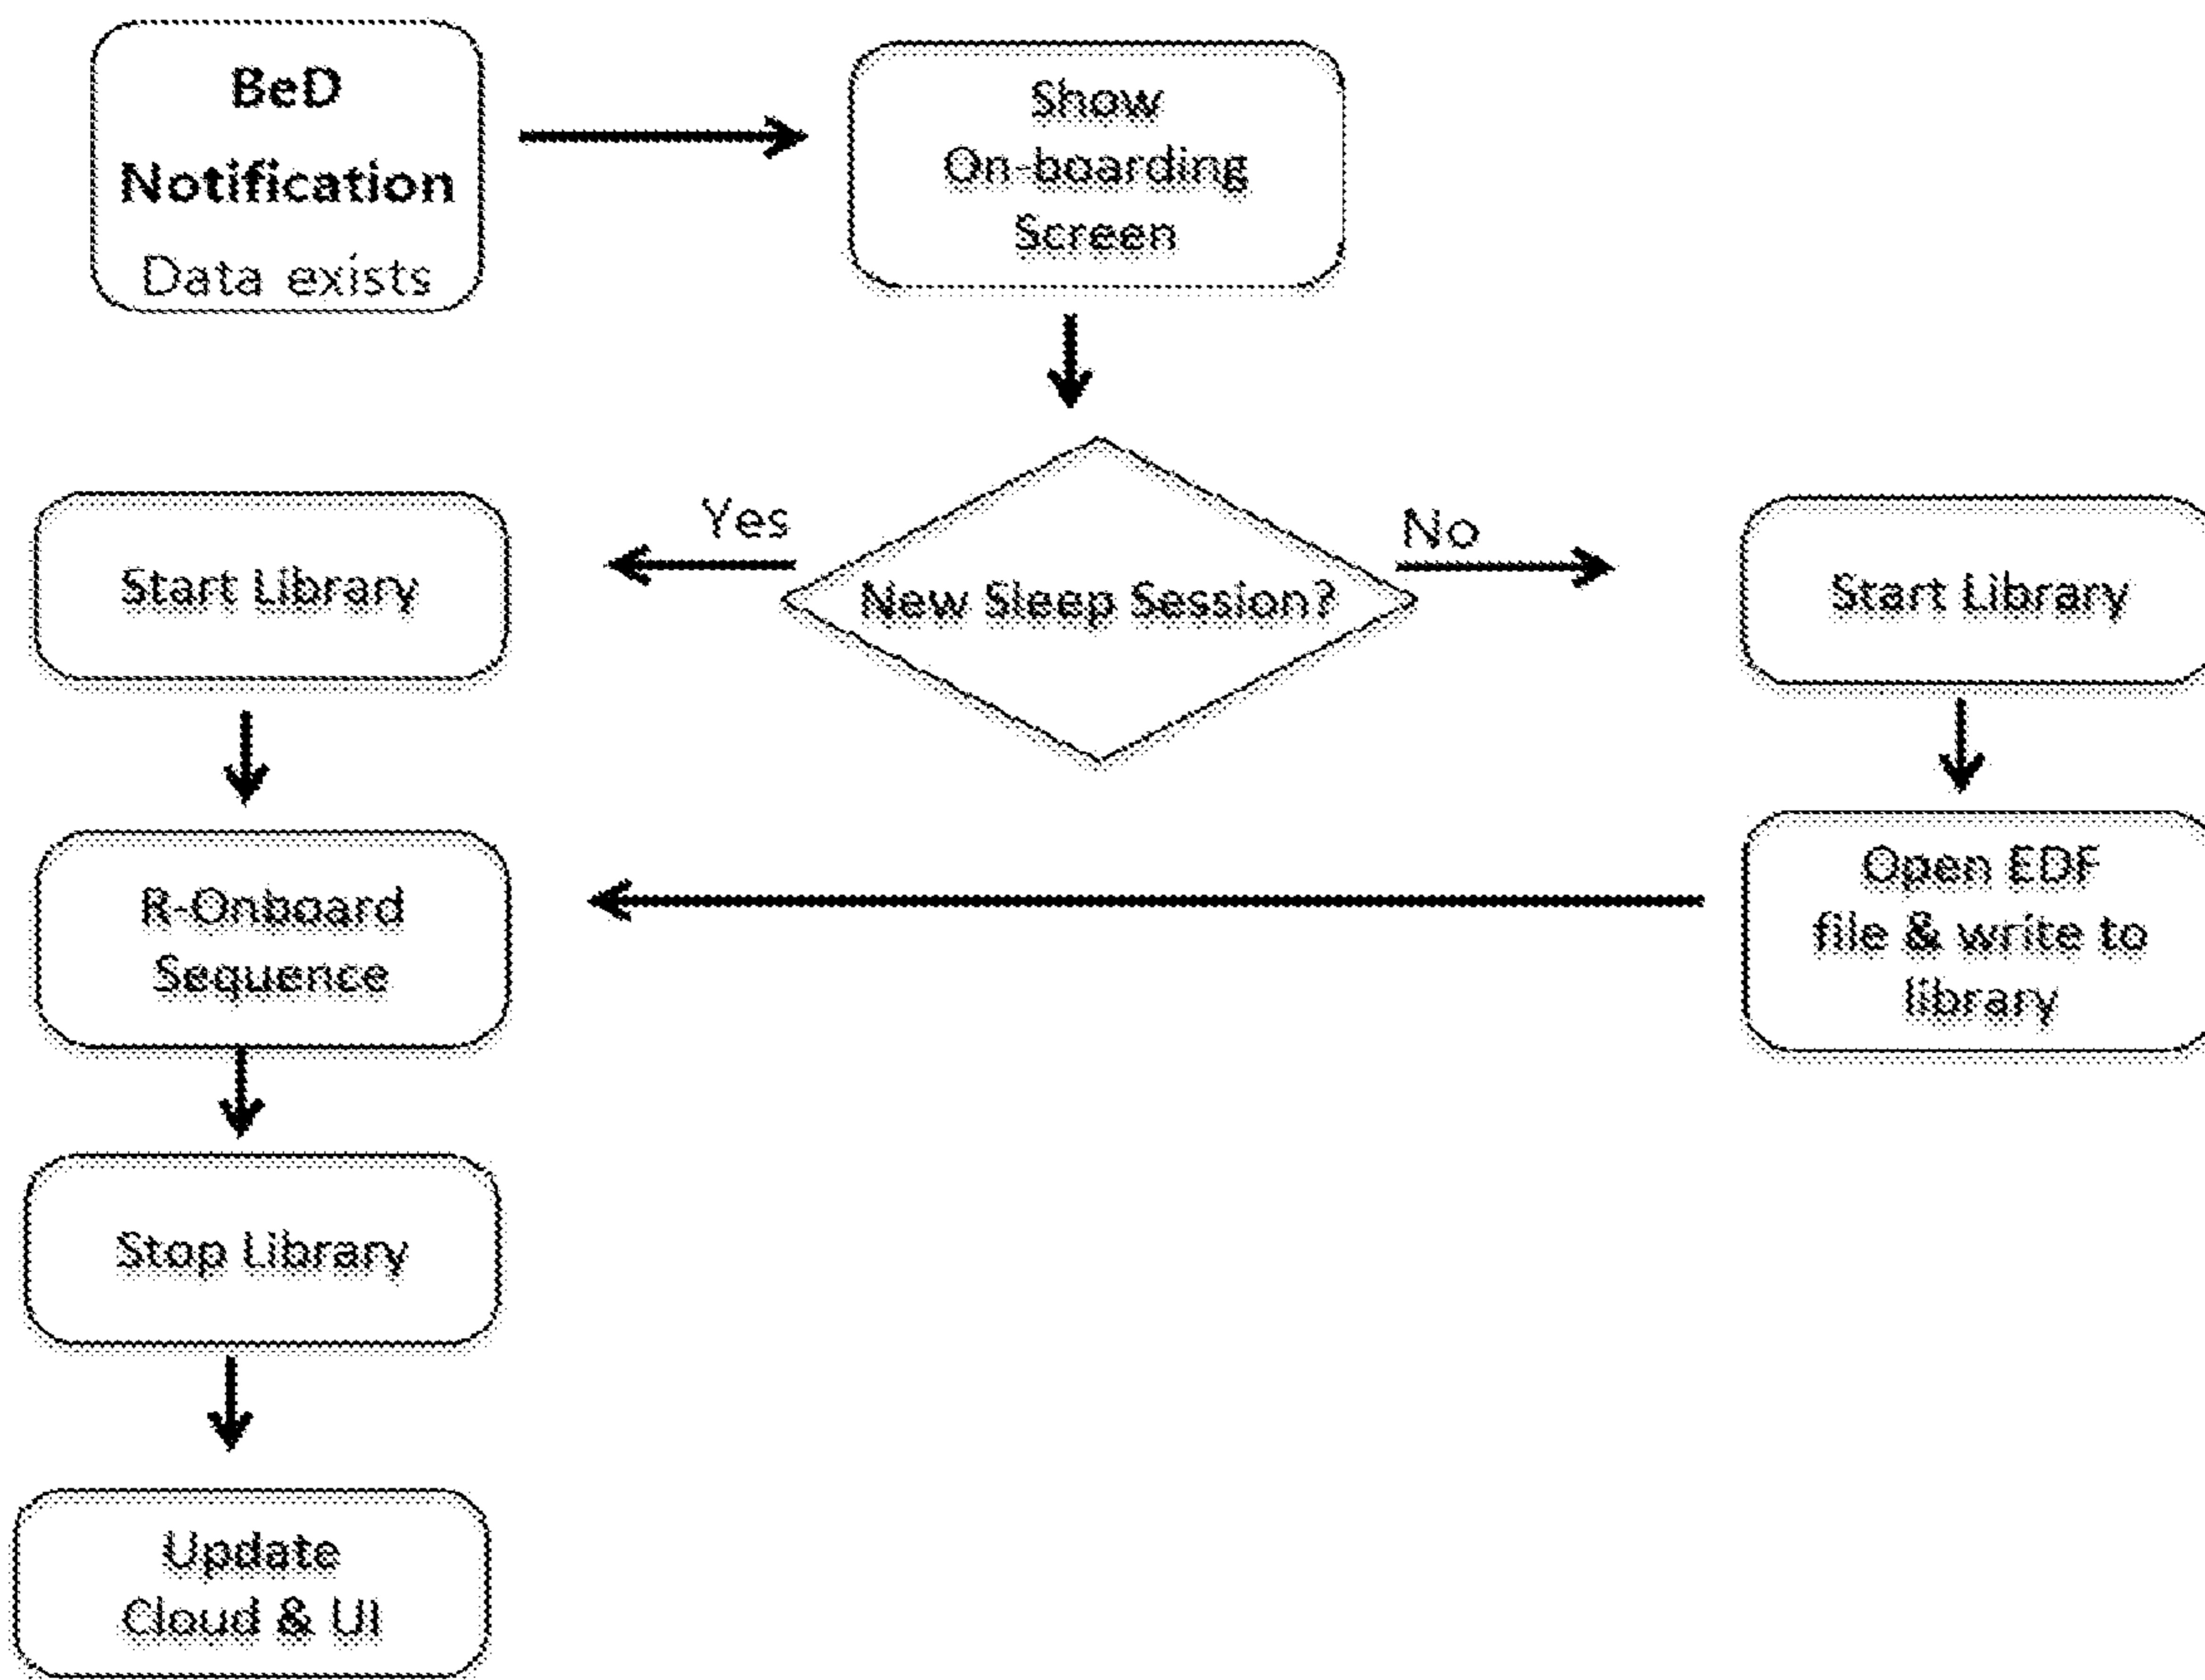 BeD
Notification
Data exists
Show
On-boarding
Screen
Yes
No
Start Library
New Sleep Session?
Start Library
R-Onboard
Sequence
Open EDF
file & write to
library
Stop Library
Update
Cloud & UI